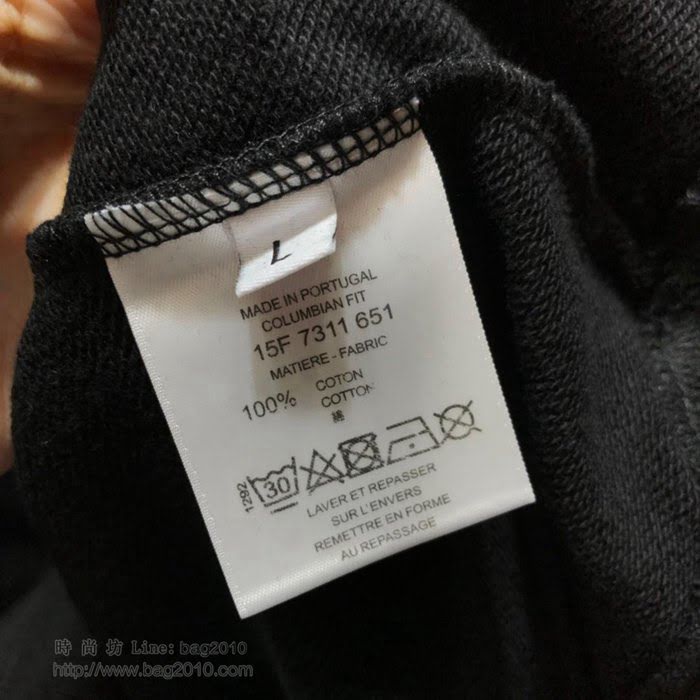 L
MADE IN PORTUGAL
COLUMBIAN FIT
15F 7311 651
MATIERE - FABRIC
100% COTON
COTTON
綿
1292
30
LAVER ET REPASSER
SUR L'ENVERS
REMETTRE EN FORME
AU REPASSAGE
時尚坊 Line: bag2010
http://www.bag2010.com